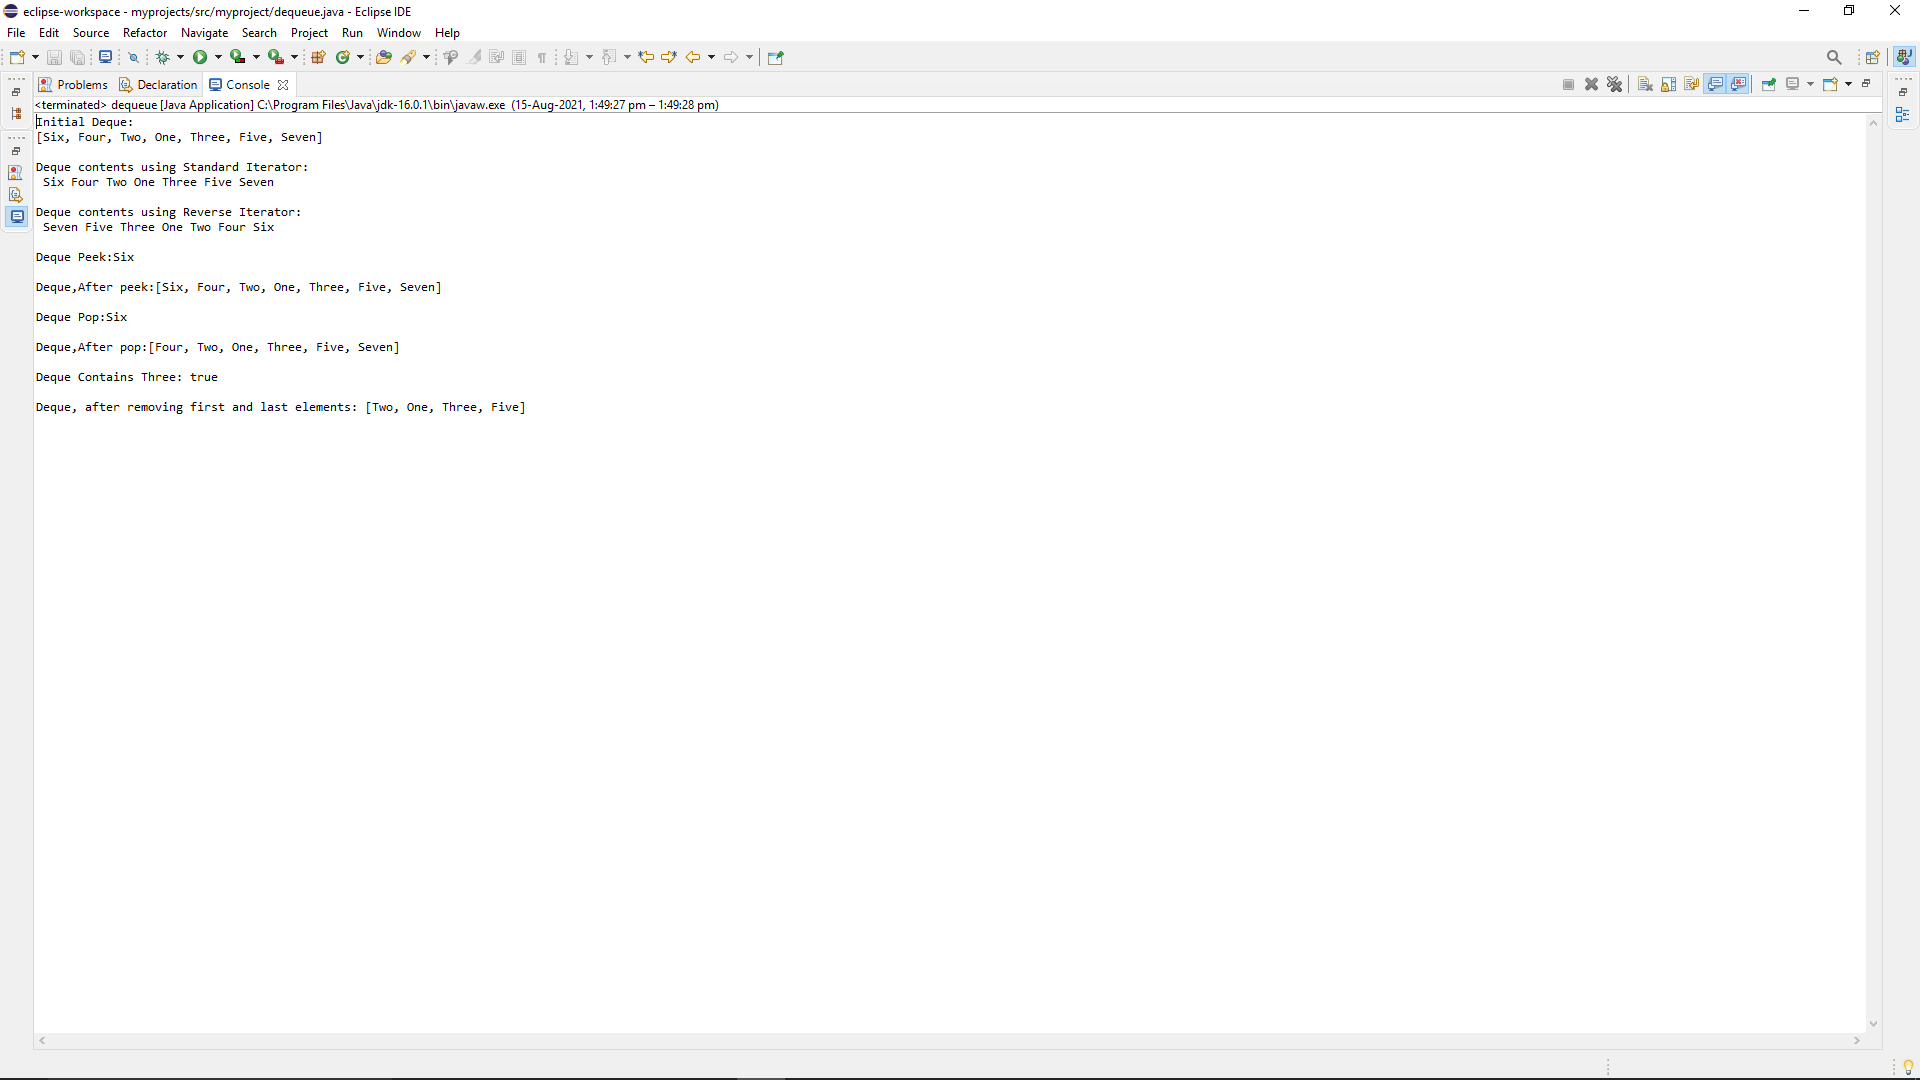 eclipse-workspace - myprojects/src/myproject/dequeue.java - Eclipse IDE
File Edit Source Refactor Navigate Search Project Run Window Help
Problems Declaration Console
<terminated> dequeue [Java Application] C:\Program Files\Java\jdk-16.0.1\bin\javaw.exe (15-Aug-2021, 1:49:27 pm – 1:49:28 pm)
Initial Deque:
[Six, Four, Two, One, Three, Five, Seven]
Deque contents using Standard Iterator:
Six Four Two One Three Five Seven
Deque contents using Reverse Iterator:
Seven Five Three One Two Four Six
Deque Peek:Six
Deque,After peek:[Six, Four, Two, One, Three, Five, Seven]
Deque Pop:Six
Deque,After pop:[Four, Two, One, Three, Five, Seven]
Deque Contains Three: true
Deque, after removing first and last elements: [Two, One, Three, Five]